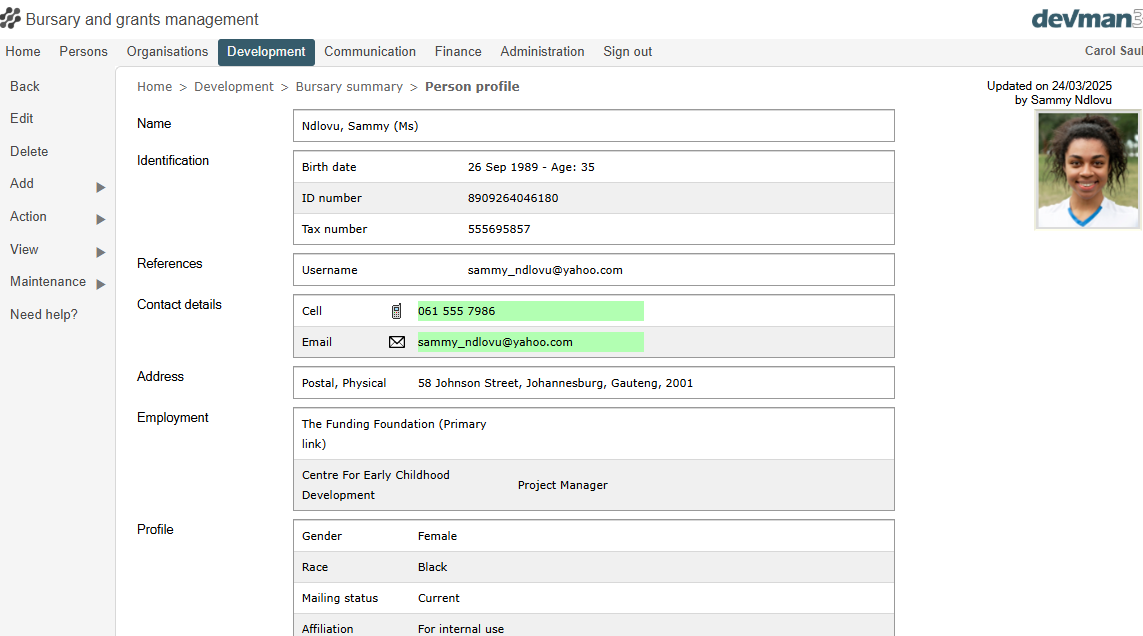 Bursary and grants management
devman3
Home Persons Organisations Development Communication Finance Administration Sign out
Carol Saul
Back
Edit
Delete
Add
Action
View
Maintenance
Need help?
Home > Development > Bursary summary > Person profile
Updated on 24/03/2025
by Sammy Ndlovu
Name
Ndlovu, Sammy (Ms)
Identification
Birth date 26 Sep 1989 - Age: 35
ID number 8909264046180
Tax number 555695857
References
Username sammy_ndlovu@yahoo.com
Contact details
Cell 061 555 7986
Email sammy_ndlovu@yahoo.com
Address
Postal, Physical 58 Johnson Street, Johannesburg, Gauteng, 2001
Employment
The Funding Foundation (Primary
link)
Centre For Early Childhood
Development
Project Manager
Profile
Gender Female
Race Black
Mailing status Current
Affiliation For internal use